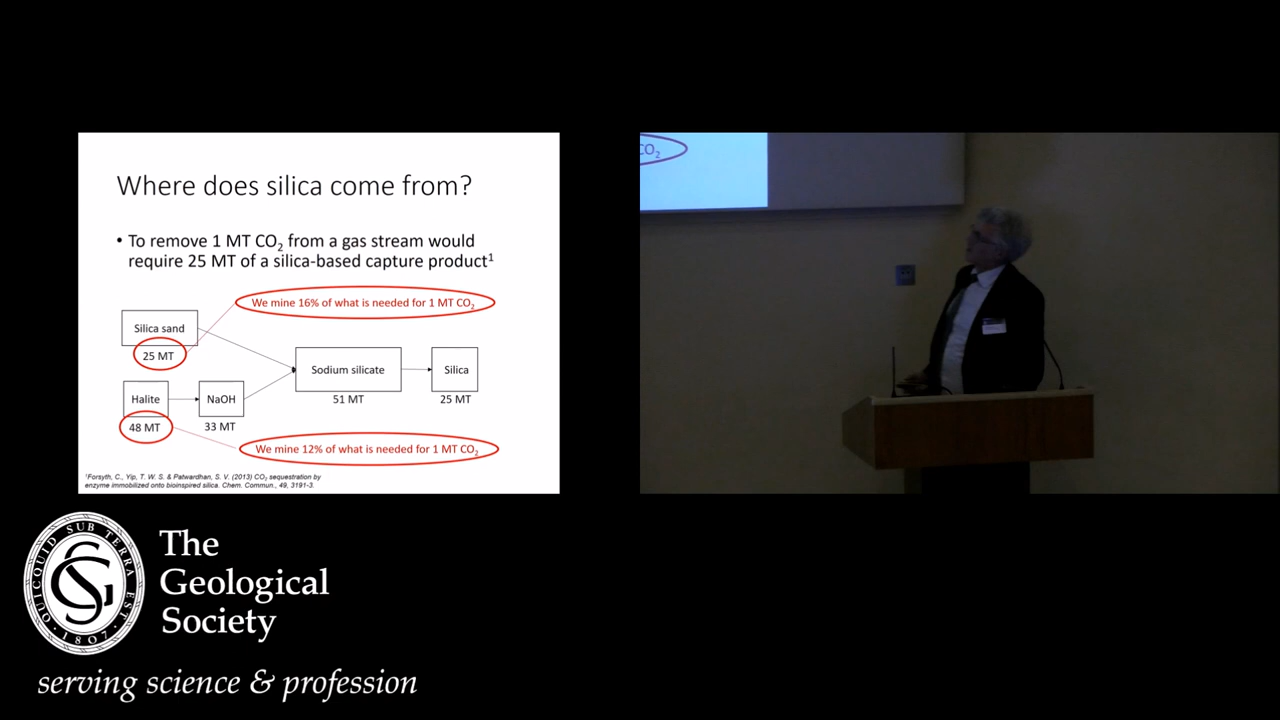 Where does silica come from?
• To remove 1 MT CO2 from a gas stream would
require 25 MT of a silica-based capture product1
We mine 16% of what is needed for 1 MT CO2
Silica sand
25 MT
Sodium silicate
51 MT
Silica
25 MT
Halite
48 MT
NaOH
33 MT
We mine 12% of what is needed for 1 MT CO2
1Forsyth, C., Yip, T. W. S. & Patwardhan, S. V. (2013) CO2 sequestration by
enzyme immobilized onto bioinspired silica. Chem. Commun., 49, 3191-3.
CO2
QUICQUID SUB TERRA EST
GS
·1807·
The
Geological
Society
serving science & profession